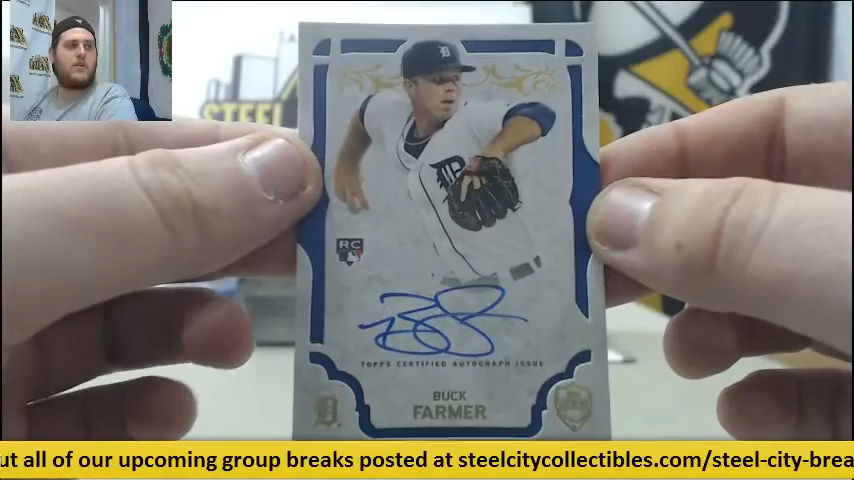 STEEL
D
RC
TOPPS CERTIFIED AUTOGRAPH ISSUE
BUCK
FARMER
D
ut all of our upcoming group breaks posted at steelcitycollectibles.com/steel-city-brea